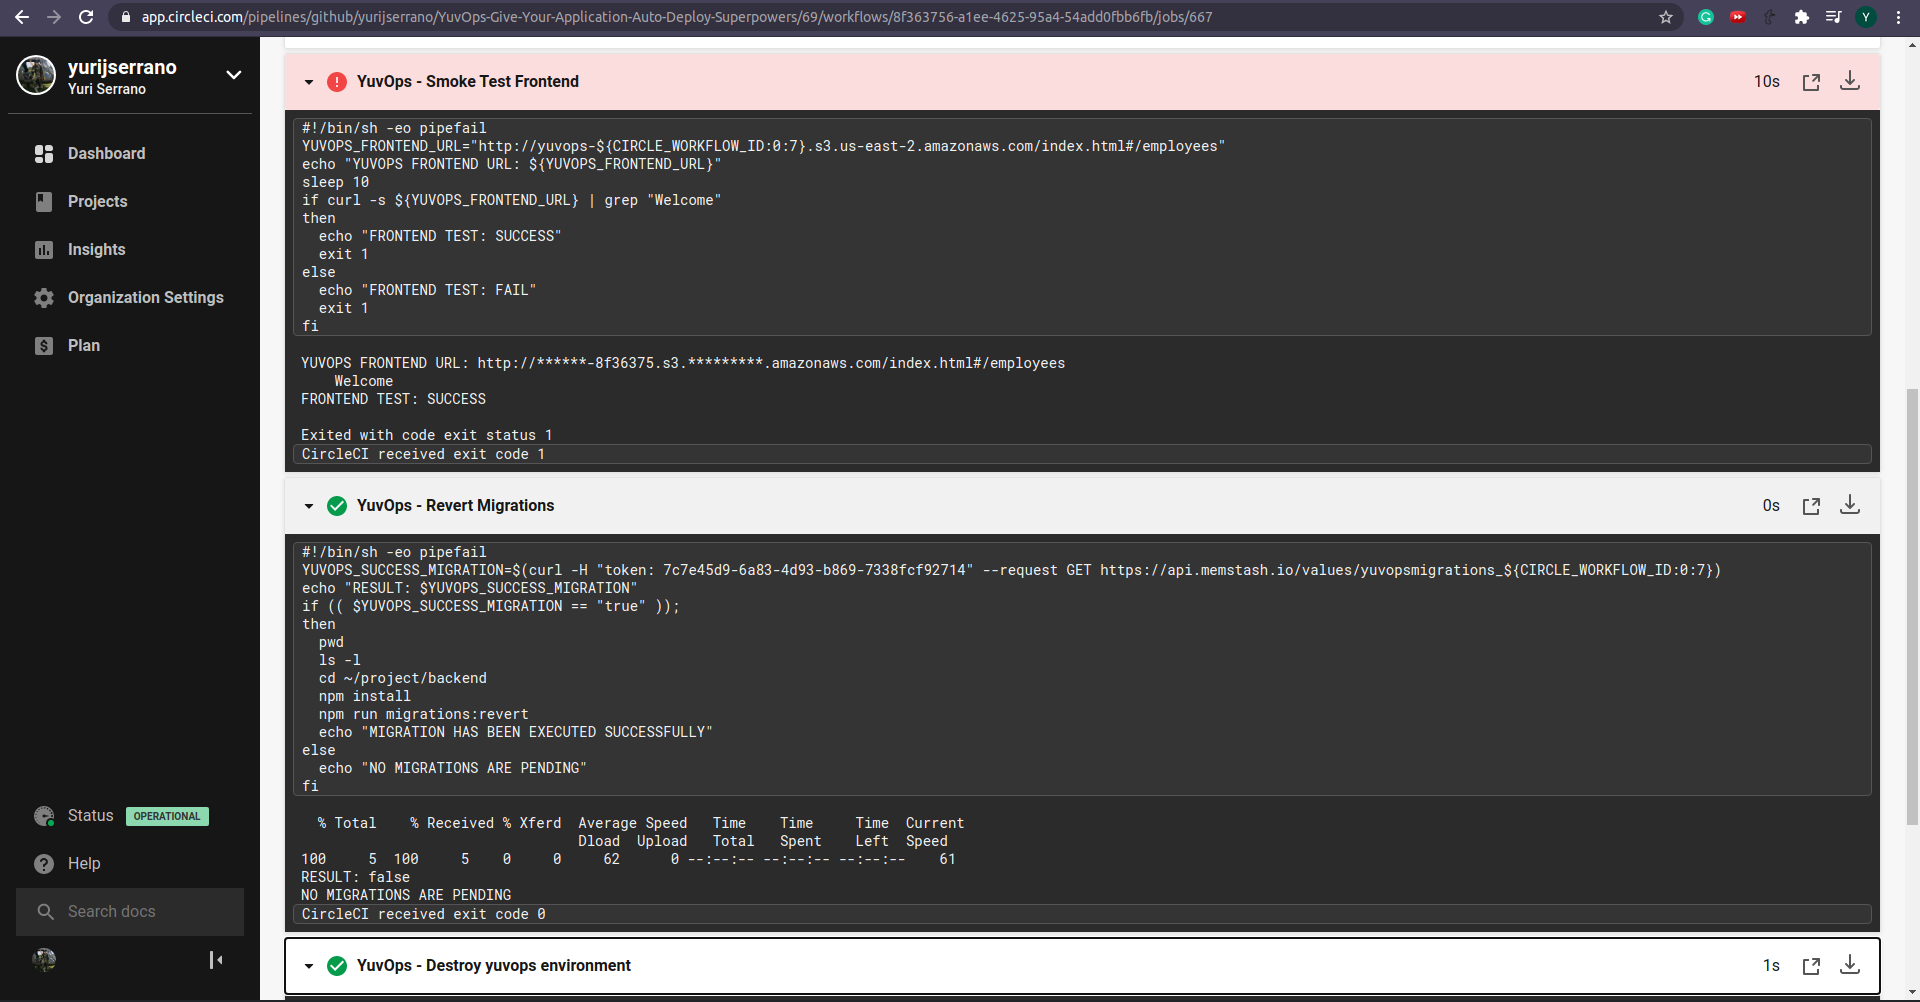 app.circleci.com/pipelines/github/yurijserrano/YuvOps-Give-Your-Application-Auto-Deploy-Superpowers/69/workflows/8f363756-a1ee-4625-95a4-54add0fbb6fb/jobs/667
Y
yurijserrano
Yuri Serrano
Dashboard
Projects
Insights
Organization Settings
Plan
Status OPERATIONAL
Help
Search docs
YuvOps - Smoke Test Frontend 10s
#!/bin/sh -eo pipefail
YUVOPS_FRONTEND_URL="http://yuvops-${CIRCLE_WORKFLOW_ID:0:7}.s3.us-east-2.amazonaws.com/index.html#/employees"
echo "YUVOPS FRONTEND URL: ${YUVOPS_FRONTEND_URL}"
sleep 10
if curl -s ${YUVOPS_FRONTEND_URL} | grep "Welcome"
then
  echo "FRONTEND TEST: SUCCESS"
  exit 1
else
  echo "FRONTEND TEST: FAIL"
  exit 1
fi
YUVOPS FRONTEND URL: http://******-8f36375.s3.*********.amazonaws.com/index.html#/employees
    Welcome
FRONTEND TEST: SUCCESS
Exited with code exit status 1
CircleCI received exit code 1
YuvOps - Revert Migrations 0s
#!/bin/sh -eo pipefail
YUVOPS_SUCCESS_MIGRATION=$(curl -H "token: 7c7e45d9-6a83-4d93-b869-7338fcf92714" --request GET https://api.memstash.io/values/yuvopsmigrations_${CIRCLE_WORKFLOW_ID:0:7})
echo "RESULT: $YUVOPS_SUCCESS_MIGRATION"
if (( $YUVOPS_SUCCESS_MIGRATION == "true" ));
then
  pwd
  ls -l
  cd ~/project/backend
  npm install
  npm run migrations:revert
  echo "MIGRATION HAS BEEN EXECUTED SUCCESSFULLY"
else
  echo "NO MIGRATIONS ARE PENDING"
fi
  % Total    % Received % Xferd  Average Speed   Time    Time     Time  Current
                                 Dload  Upload   Total   Spent    Left  Speed
100     5  100     5    0     0     62      0 --:--:-- --:--:-- --:--:--    61
RESULT: false
NO MIGRATIONS ARE PENDING
CircleCI received exit code 0
YuvOps - Destroy yuvops environment 1s